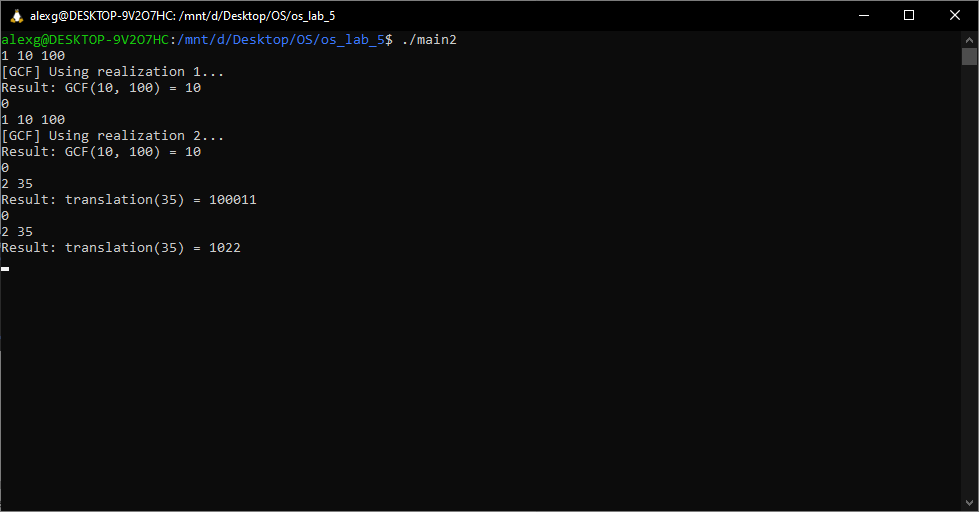 alexg@DESKTOP-9V2O7HC: /mnt/d/Desktop/OS/os_lab_5
alexg@DESKTOP-9V2O7HC:/mnt/d/Desktop/OS/os_lab_5$ ./main2
1 10 100
[GCF] Using realization 1...
Result: GCF(10, 100) = 10
0
1 10 100
[GCF] Using realization 2...
Result: GCF(10, 100) = 10
0
2 35
Result: translation(35) = 100011
0
2 35
Result: translation(35) = 1022